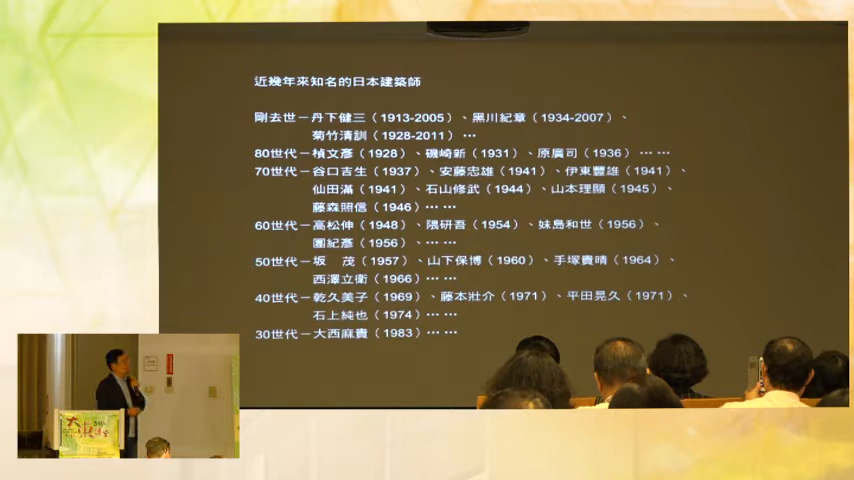 近幾年來知名的日本建築師
剛去世－丹下健三（1913-2005）、黑川紀章（1934-2007）、
菊竹清訓（1928-2011）…
80世代－槙文彥（1928）、磯崎新（1931）、原廣司（1936）……
70世代－谷口吉生（1937）、安藤忠雄（1941）、伊東豐雄（1941）、
仙田滿（1941）、石山修武（1944）、山本理顯（1945）、
藤森照信（1946）……
60世代－高松伸（1948）、隈研吾（1954）、妹島和世（1956）、
團紀彥（1956）、……
50世代－坂　茂（1957）、山下保博（1960）、手塚貴晴（1964）、
西澤立衛（1966）……
40世代－乾久美子（1969）、藤本壯介（1971）、平田晃久（1971）、
石上純也（1974）……
30世代－大西麻貴（1983）……